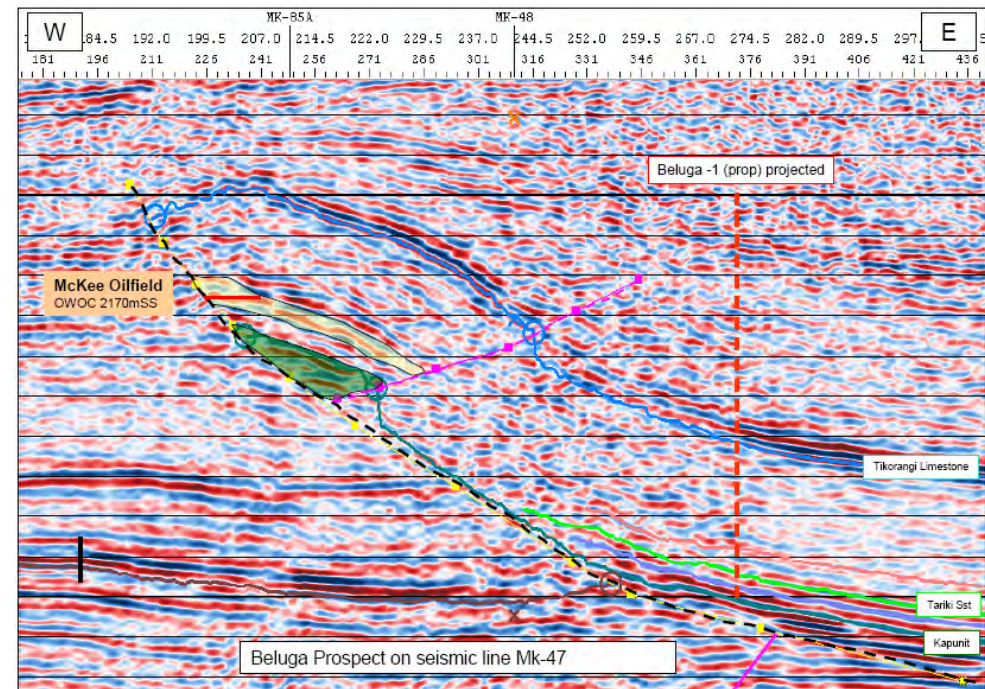 MK-85A MK-48
W
184.5 192.0 199.5 207.0 214.5 222.0 229.5 237.0 244.5 252.0 259.5 267.0 274.5 282.0 289.5 297.
E
181 196 211 226 241 256 271 286 301 316 331 346 361 376 391 406 421 436
Beluga -1 (prop) projected
McKee Oilfield
OWOC 2170mSS
Tikorangi Limestone
Tariki Sst
Kapunit
Beluga Prospect on seismic line Mk-47